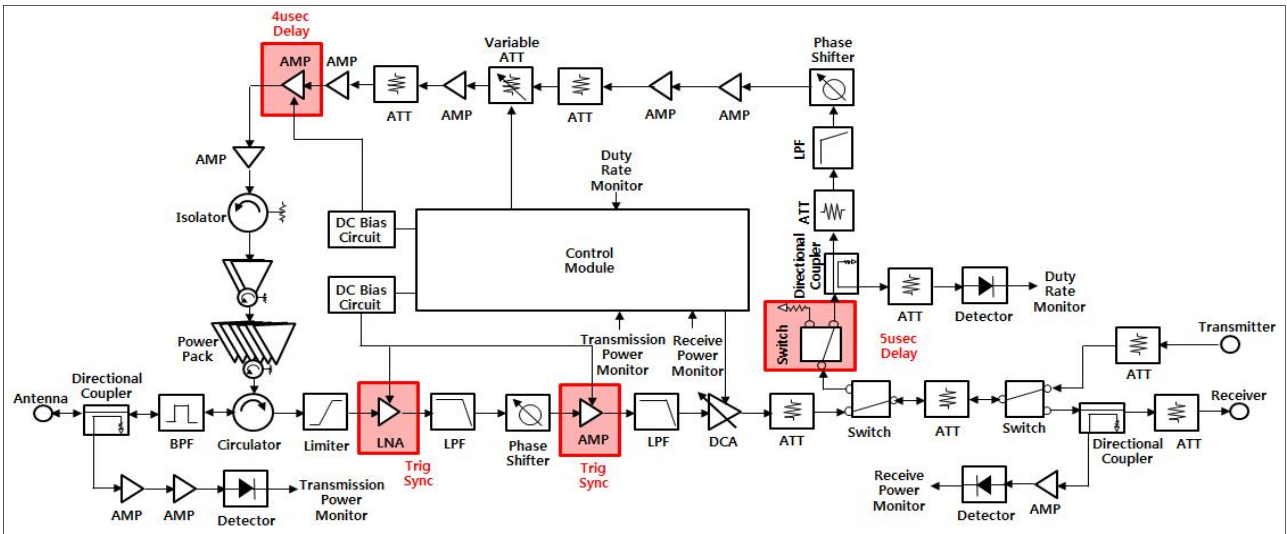 4usec
Delay
AMP
AMP
ATT
AMP
Variable
ATT
ATT
AMP
AMP
Phase
Shifter
LPF
ATT
Directional
Coupler
ATT
Detector
Duty
Rate
Monitor
AMP
Isolator
Power
Pack
DC Bias
Circuit
DC Bias
Circuit
Duty
Rate
Monitor
Control
Module
Transmission
Power
Monitor
Receive
Power
Monitor
Switch
5usec
Delay
Transmitter
ATT
Receiver
Antenna
Directional
Coupler
BPF
Circulator
Limiter
LNA
Trig
Sync
LPF
Phase
Shifter
AMP
Trig
Sync
LPF
DCA
ATT
Switch
ATT
Switch
Directional
Coupler
ATT
AMP
AMP
Detector
Transmission
Power
Monitor
Receive
Power
Monitor
Detector
AMP